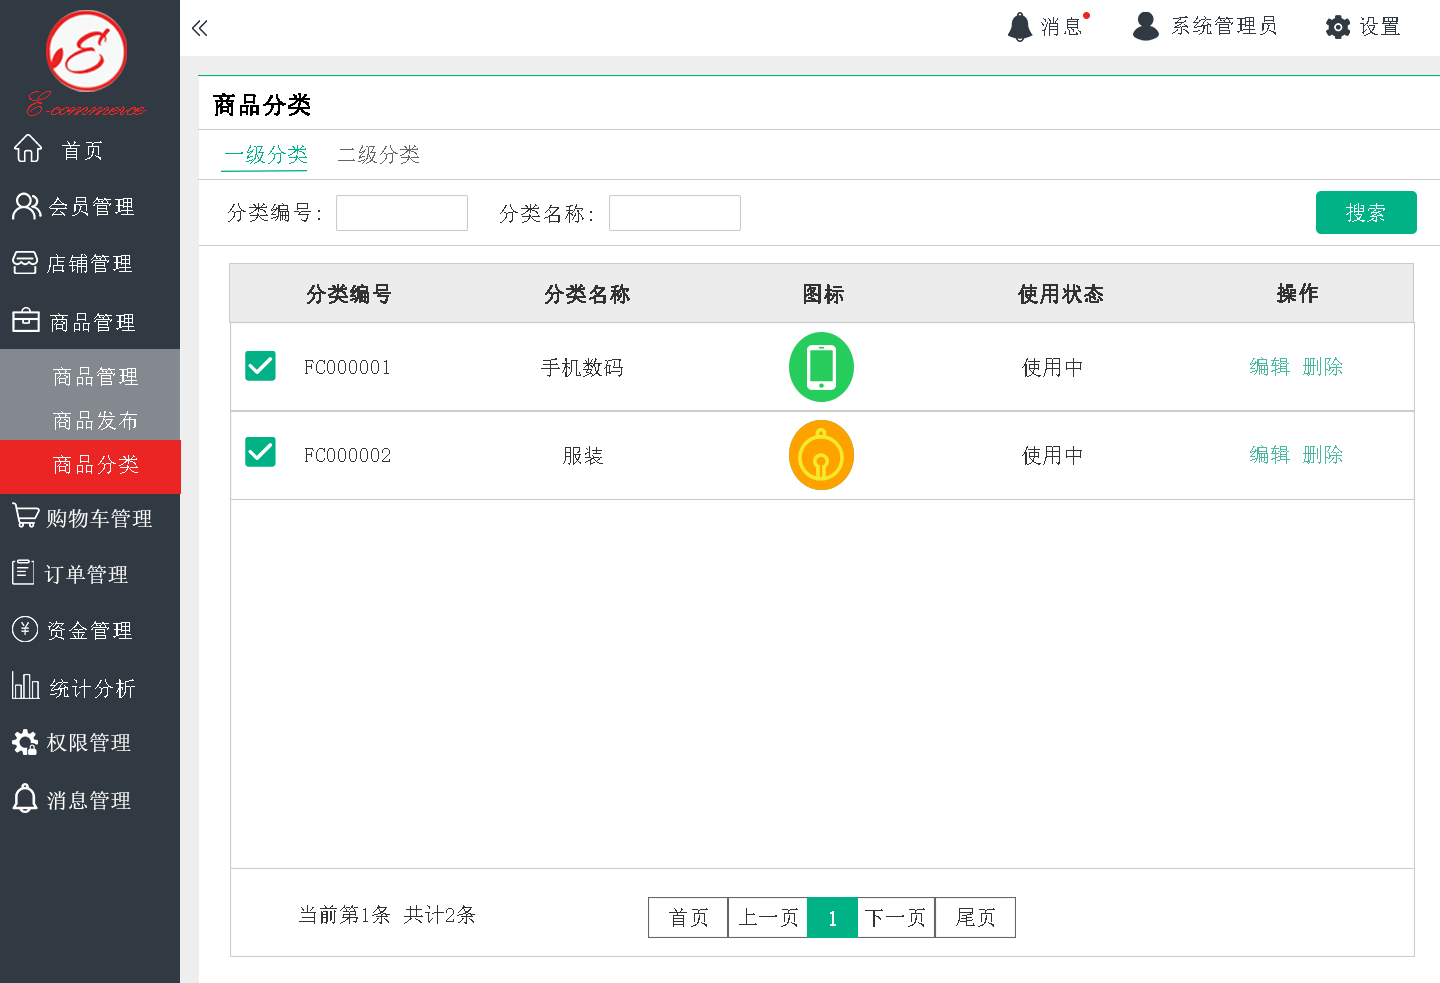 E-commerce
首页
会员管理
店铺管理
商品管理
商品管理
商品发布
商品分类
购物车管理
订单管理
资金管理
统计分析
权限管理
消息管理
消息 系统管理员 设置
商品分类
一级分类 二级分类
分类编号： 分类名称： 搜索
分类编号 分类名称 图标 使用状态 操作
FC000001 手机数码 使用中 编辑 删除
FC000002 服装 使用中 编辑 删除
当前第1条 共计2条 首页 上一页 1 下一页 尾页